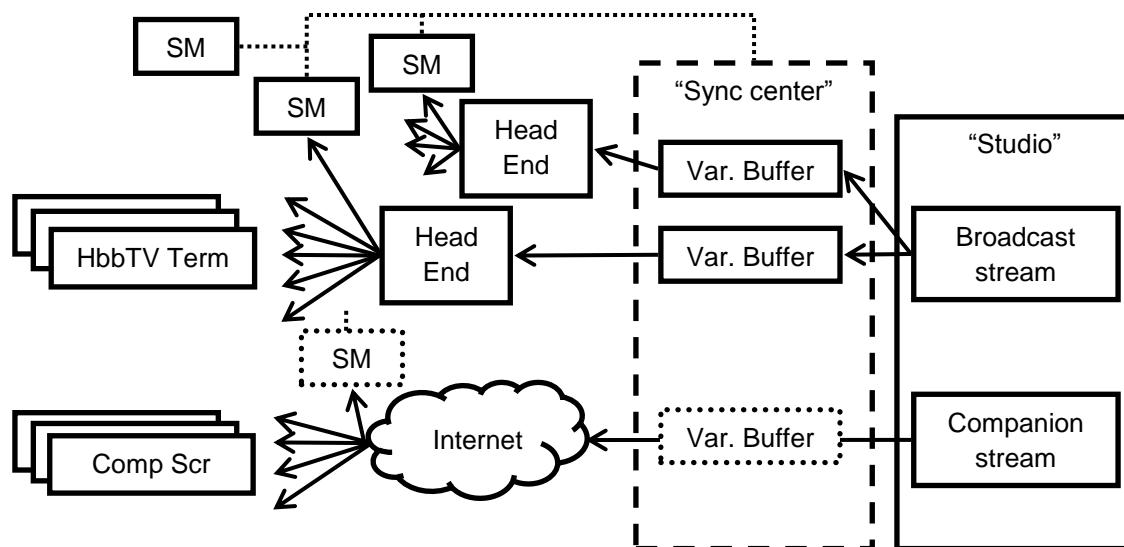 SM
SM
SM
“Sync center”
Head
End
“Studio”
Var. Buffer
HbbTV Term
Head
End
Var. Buffer
Broadcast
stream
SM
Comp Scr
Internet
Var. Buffer
Companion
stream